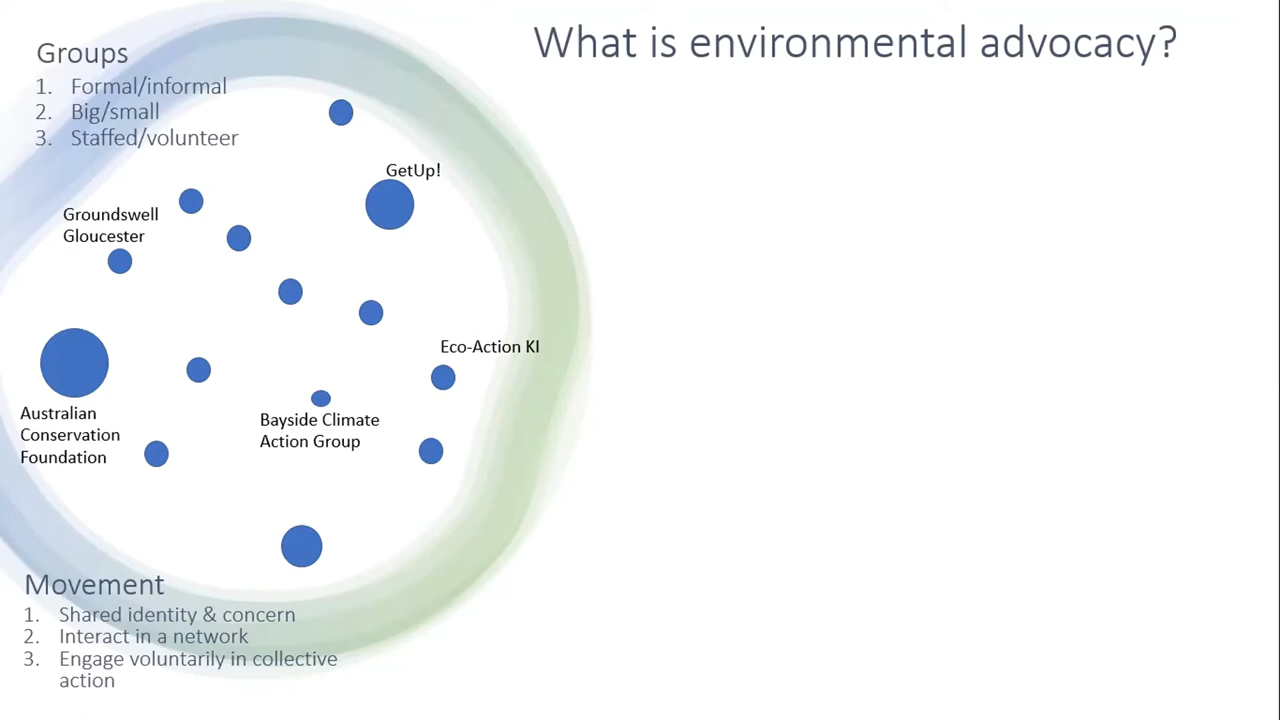 What is environmental advocacy?
Groups
1. Formal/informal
2. Big/small
3. Staffed/volunteer
GetUp!
Groundswell
Gloucester
Eco-Action KI
Australian
Conservation
Foundation
Bayside Climate
Action Group
Movement
1. Shared identity & concern
2. Interact in a network
3. Engage voluntarily in collective
action